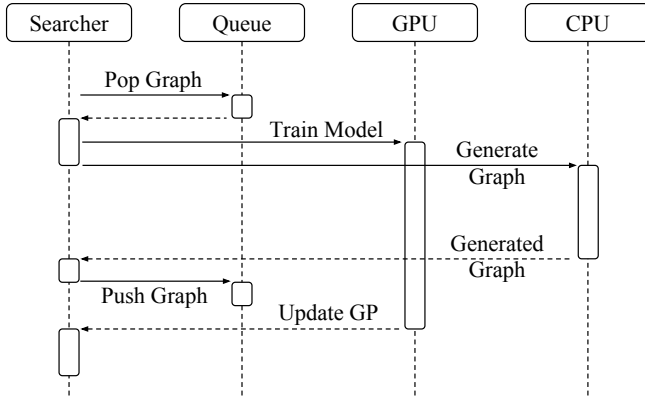 Searcher
Queue
GPU
CPU
Pop Graph
Train Model
Generate
Graph
Generated
Graph
Push Graph
Update GP